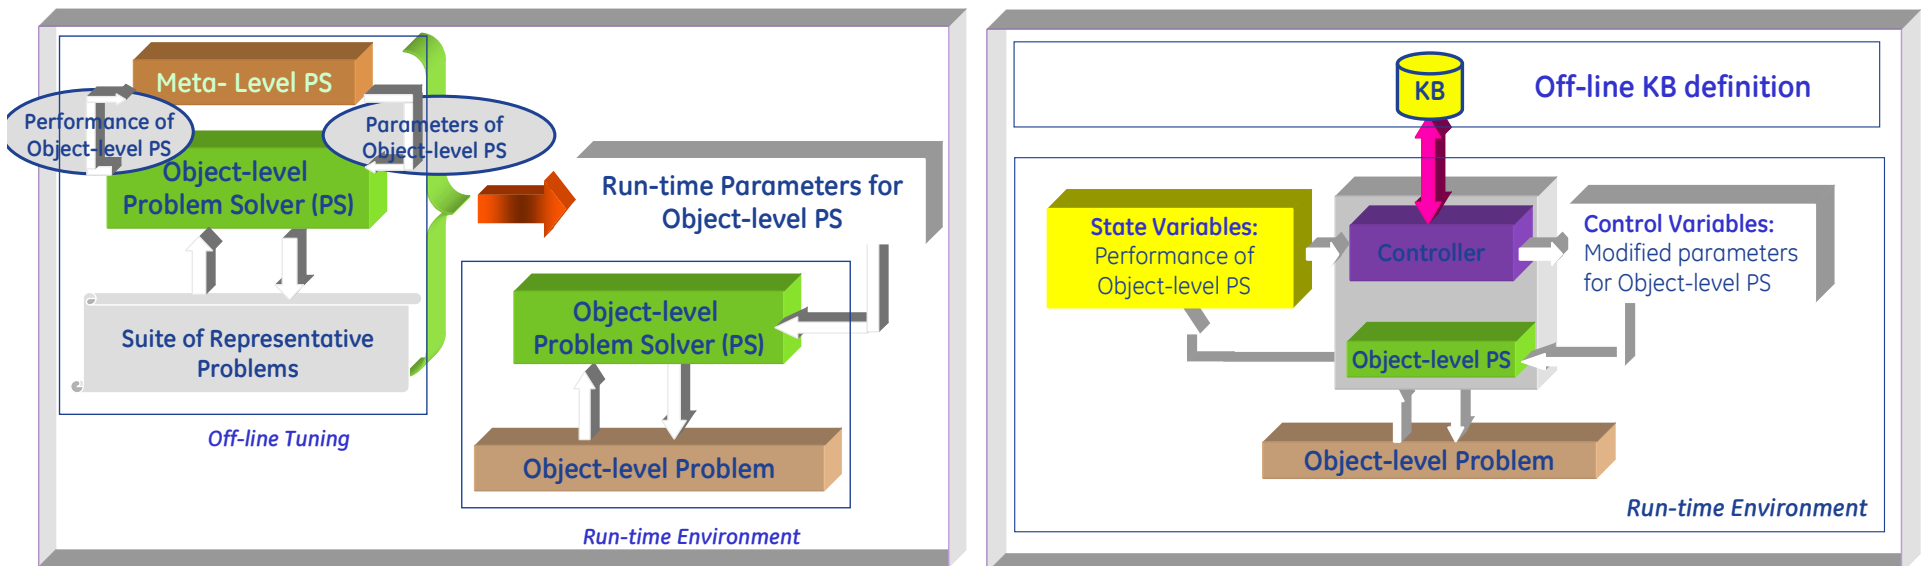 Meta- Level PS
Performance of
Object-level PS
Parameters of
Object-level PS
Object-level
Problem Solver (PS)
Suite of Representative
Problems
Off-line Tuning
Run-time Parameters for
Object-level PS
Object-level
Problem Solver (PS)
Object-level Problem
Run-time Environment
KB
Off-line KB definition
State Variables:
Performance of
Object-level PS
Controller
Control Variables:
Modified parameters
for Object-level PS
Object-level PS
Object-level Problem
Run-time Environment